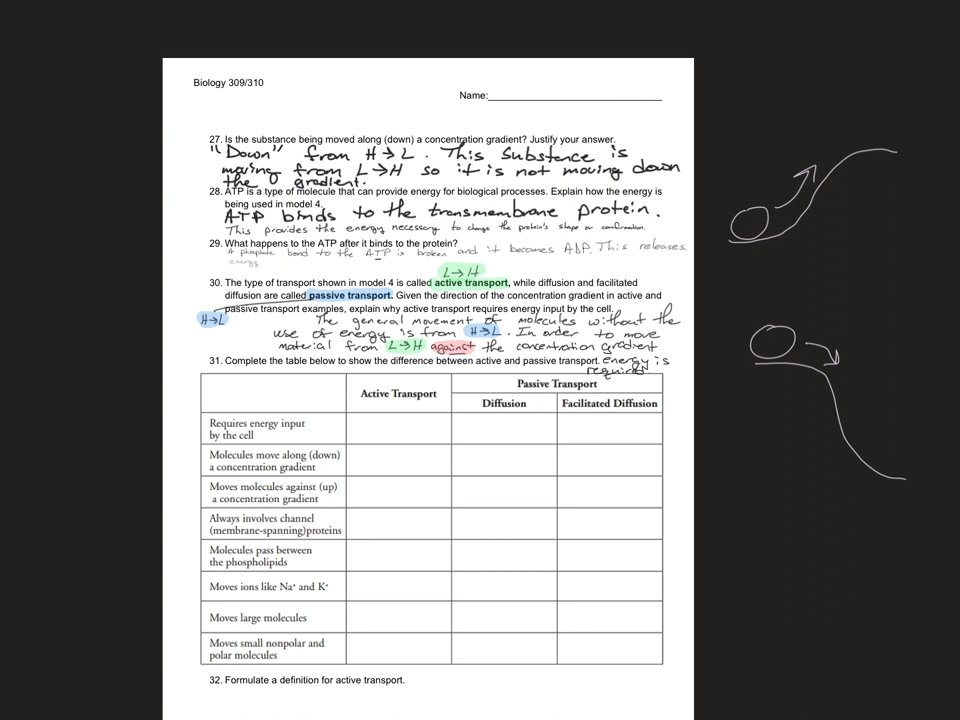 Biology 309/310
Name:
27. Is the substance being moved along (down) a concentration gradient? Justify your answer.
"Down" from H→L. This substance is
moving from L→H so it is not moving down
the gradient.
28. ATP is a type of molecule that can provide energy for biological processes. Explain how the energy is
being used in model 4.
ATP binds to the transmembrane protein.
This provides the energy necessary to change the protein's shape or confirmation.
29. What happens to the ATP after it binds to the protein?
A phosphate bond to the ATP is broken and it becomes ADP. This releases
energy
L→H
30. The type of transport shown in model 4 is called active transport, while diffusion and facilitated
diffusion are called passive transport. Given the direction of the concentration gradient in active and
passive transport examples, explain why active transport requires energy input by the cell.
H→L
The general movement of molecules without the
use of energy is from H→L. In order to move
material from L→H against the concentration gradient
energy is
required.
31. Complete the table below to show the difference between active and passive transport.
Active Transport
Passive Transport
Diffusion
Facilitated Diffusion
Requires energy input
by the cell
Molecules move along (down)
a concentration gradient
Moves molecules against (up)
a concentration gradient
Always involves channel
(membrane-spanning)proteins
Molecules pass between
the phospholipids
Moves ions like Na⁺ and K⁺
Moves large molecules
Moves small nonpolar and
polar molecules
32. Formulate a definition for active transport.